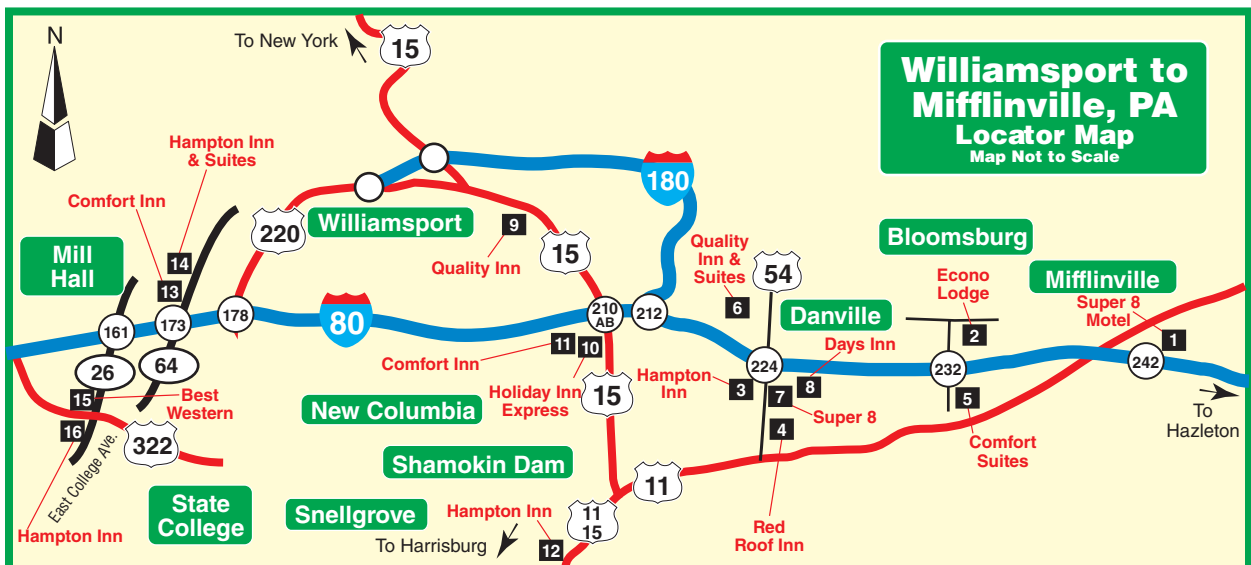 N
To New York
15
Williamsport to
Mifflinville, PA
Locator Map
Map Not to Scale
Hampton Inn
& Suites
Comfort Inn
180
220
Williamsport
9
Quality Inn
15
Quality
Inn &
Suites
6
54
Bloomsburg
Mill
Hall
14
13
Econo
Lodge
2
Mifflinville
Super 8
Motel
1
161
173
178
80
210
AB
212
Danville
Days Inn
26
64
11
10
Comfort Inn
Holiday Inn
Express
15
Hampton
Inn
3
224
7
8
Super 8
232
5
242
To
Hazleton
15
Best
Western
16
New Columbia
4
Comfort
Suites
322
East College Ave.
Shamokin Dam
11
State
College
Snellgrove
Hampton Inn
11
15
Red
Roof Inn
Hampton Inn
To Harrisburg
12